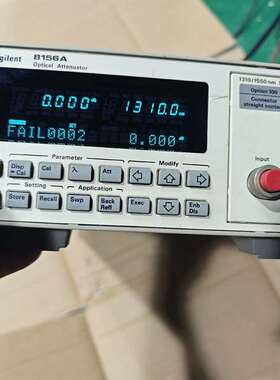 Agilent 8156A
Optical Attenuator
1310/1550 nm
Option 100
Connector
straight contact
0.000 1310.0
FAIL0002 0.000
Parameter
Modify
Disp → Cal
Cal
λ
Att
Setting
Application
Store
Recall
Swp
Back Refl
Exec
Enb Dis